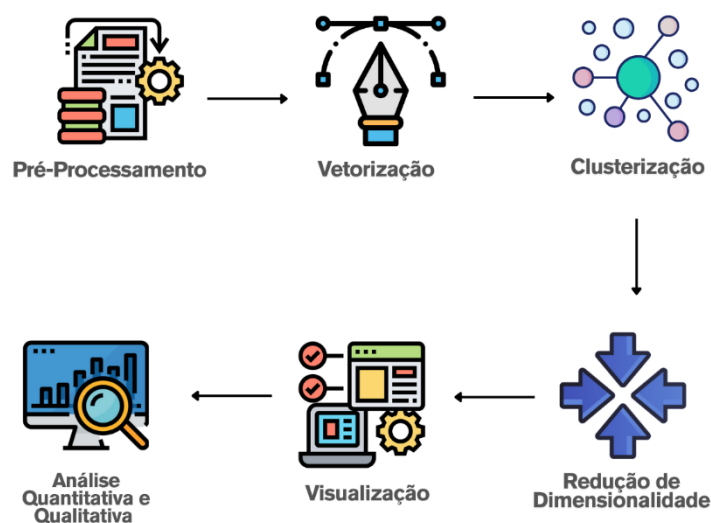 Pré-Processamento
Vetorização
Clusterização
Análise
Quantitativa e
Qualitativa
Visualização
Redução de
Dimensionalidade